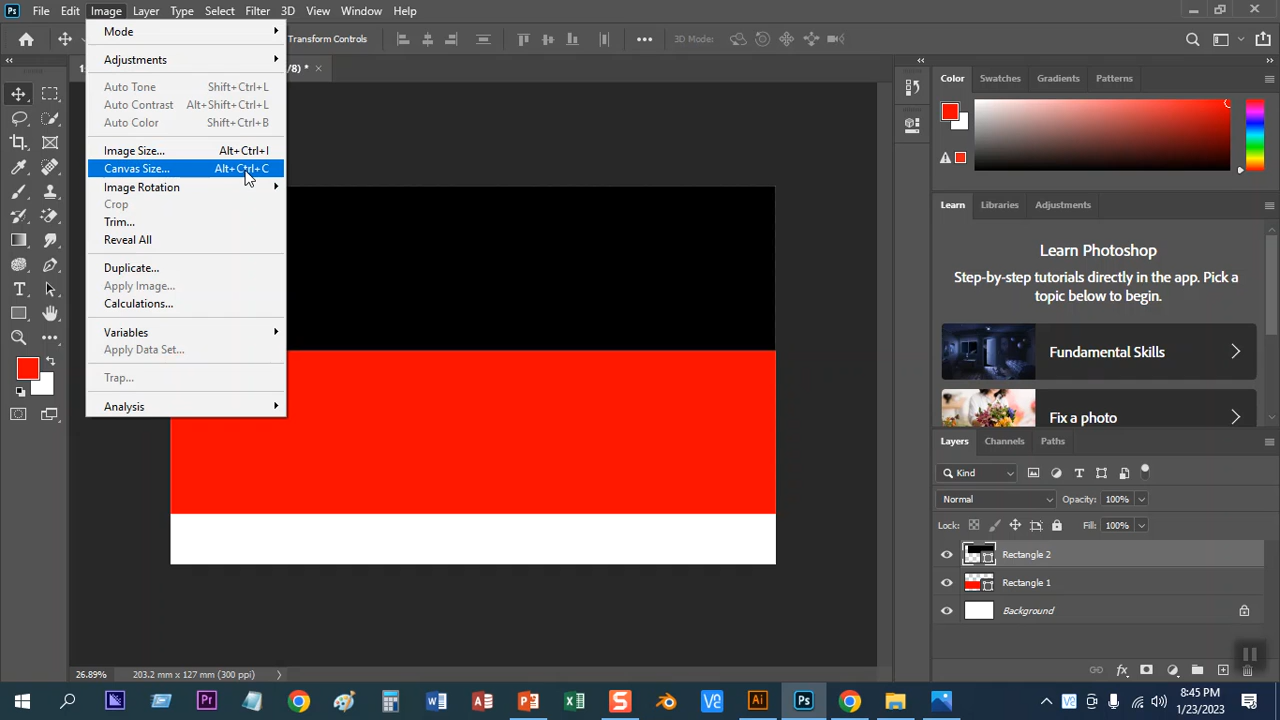 Ps File Edit Image Layer Type Select Filter 3D View Window Help
Transform Controls 3D Mode:
/8) * ×
Mode
Adjustments
Auto Tone Shift+Ctrl+L
Auto Contrast Alt+Shift+Ctrl+L
Auto Color Shift+Ctrl+B
Image Size... Alt+Ctrl+I
Canvas Size... Alt+Ctrl+C
Image Rotation
Crop
Trim...
Reveal All
Duplicate...
Apply Image...
Calculations...
Variables
Apply Data Set...
Trap...
Analysis
26.89% 203.2 mm x 127 mm (300 ppi)
Color Swatches Gradients Patterns
Learn Libraries Adjustments
Learn Photoshop
Step-by-step tutorials directly in the app. Pick a
topic below to begin.
Fundamental Skills
Fix a photo
Layers Channels Paths
Kind
Normal Opacity: 100%
Lock: Fill: 100%
Rectangle 2
Rectangle 1
Background
8:45 PM
1/23/2023